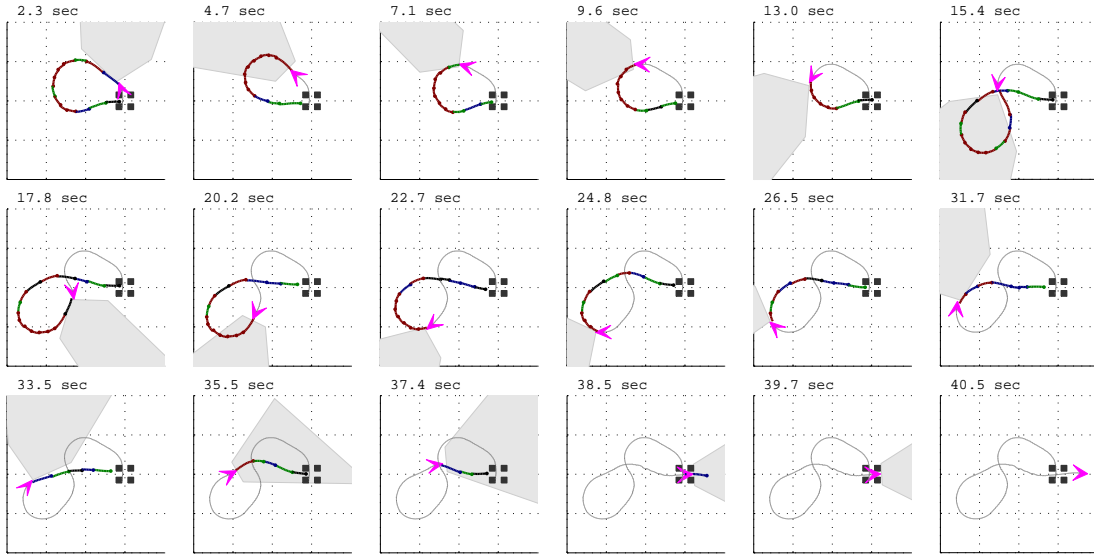 2.3 sec
4.7 sec
7.1 sec
9.6 sec
13.0 sec
15.4 sec
17.8 sec
20.2 sec
22.7 sec
24.8 sec
26.5 sec
31.7 sec
33.5 sec
35.5 sec
37.4 sec
38.5 sec
39.7 sec
40.5 sec